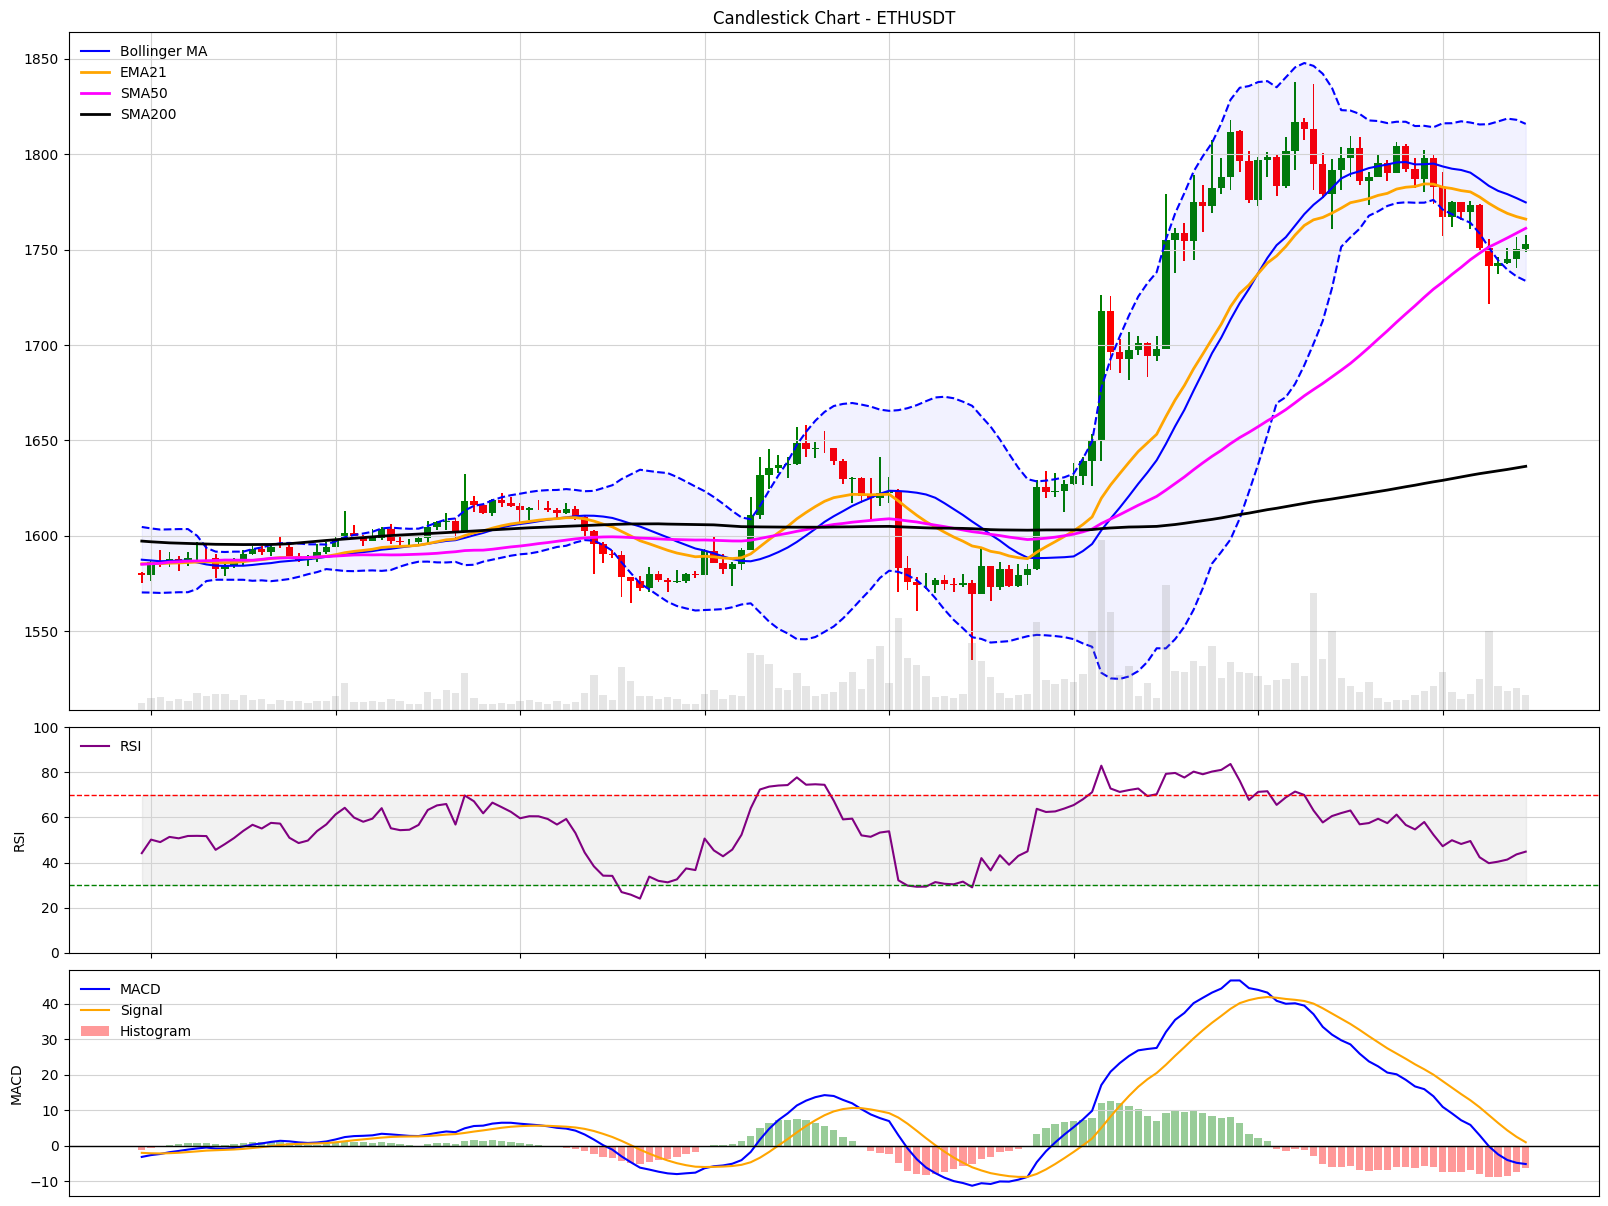 Candlestick Chart - ETHUSDT
Bollinger MA
EMA21
SMA50
SMA200
1850
1800
1750
1700
1650
1600
1550
RSI
100
80
60
40
20
0
RSI
MACD
Signal
Histogram
40
30
20
10
0
−10
MACD